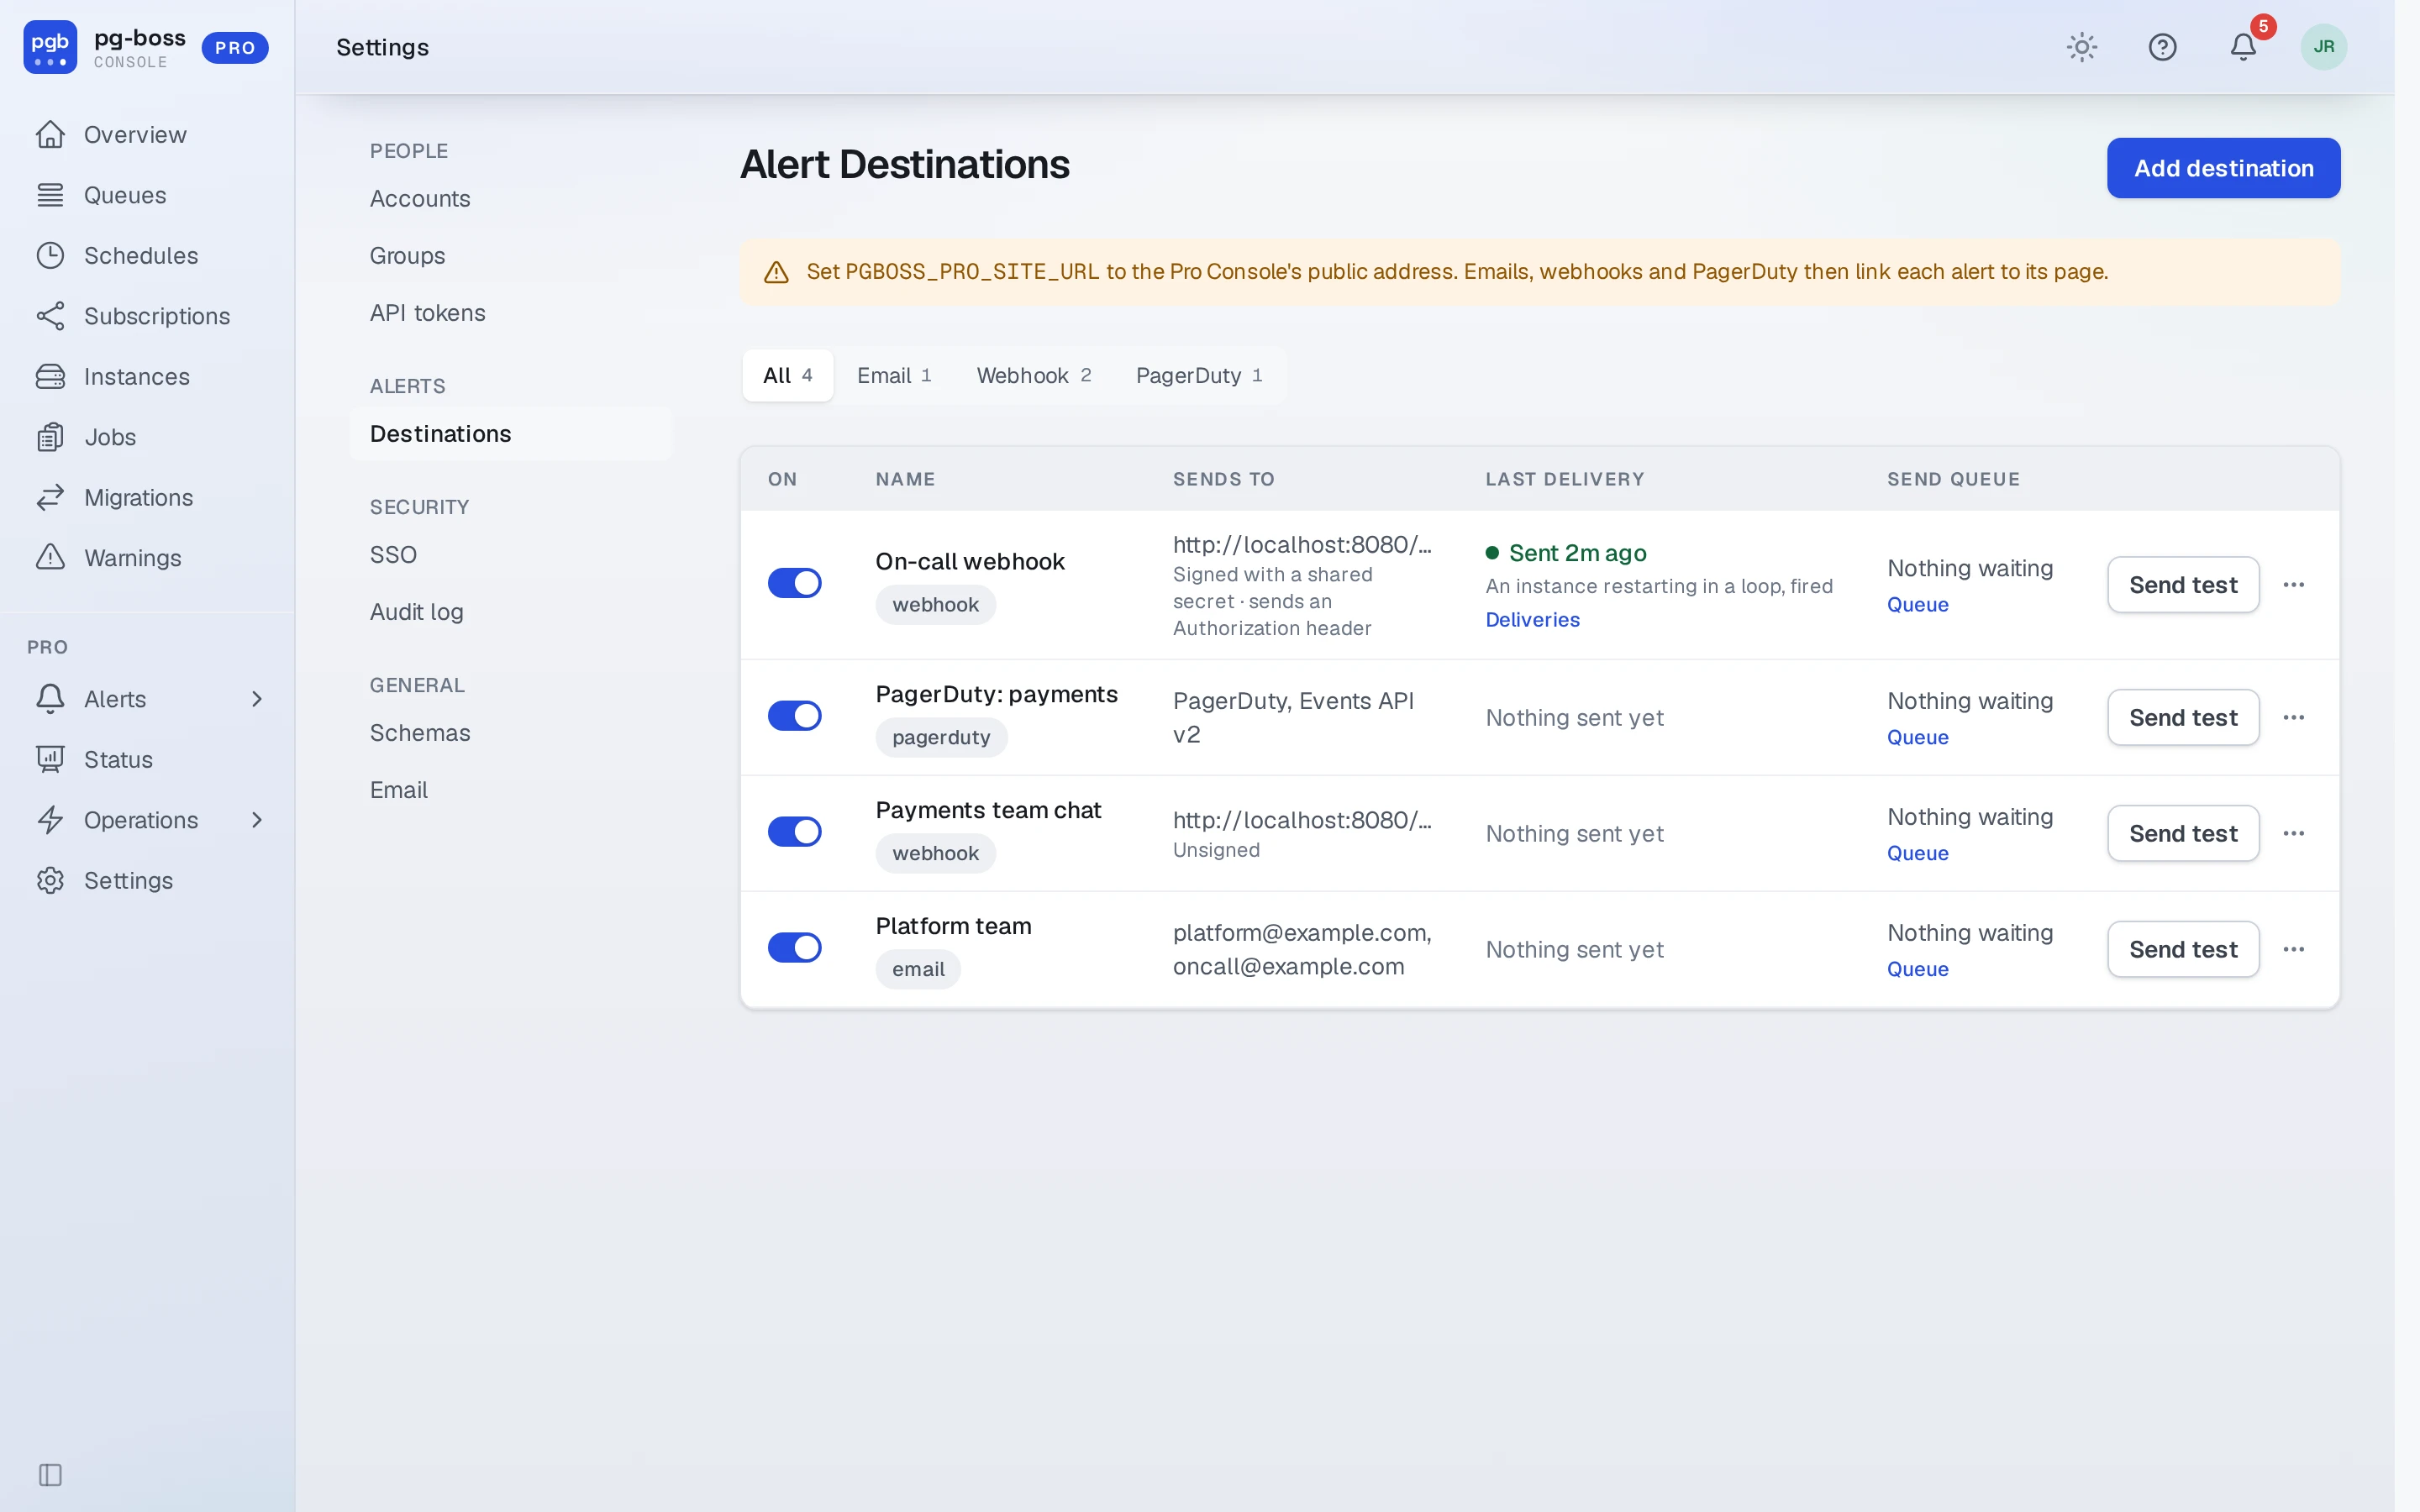 pgb
pg-boss
CONSOLE
PRO
Overview
Queues
Schedules
Subscriptions
Instances
Jobs
Migrations
Warnings
PRO
Alerts
Status
Operations
Settings
Settings
5
JR
PEOPLE
Accounts
Groups
API tokens
ALERTS
Destinations
SECURITY
SSO
Audit log
GENERAL
Schemas
Email
Alert Destinations
Add destination
Set PGBOSS_PRO_SITE_URL to the Pro Console's public address. Emails, webhooks and PagerDuty then link each alert to its page.
All 4 Email 1 Webhook 2 PagerDuty 1
ON NAME SENDS TO LAST DELIVERY SEND QUEUE
On-call webhook
webhook
http://localhost:8080/...
Signed with a shared
secret · sends an
Authorization header
Sent 2m ago
An instance restarting in a loop, fired
Deliveries
Nothing waiting
Queue
Send test
PagerDuty: payments
pagerduty
PagerDuty, Events API
v2
Nothing sent yet
Nothing waiting
Queue
Send test
Payments team chat
webhook
http://localhost:8080/...
Unsigned
Nothing sent yet
Nothing waiting
Queue
Send test
Platform team
email
platform@example.com,
oncall@example.com
Nothing sent yet
Nothing waiting
Queue
Send test